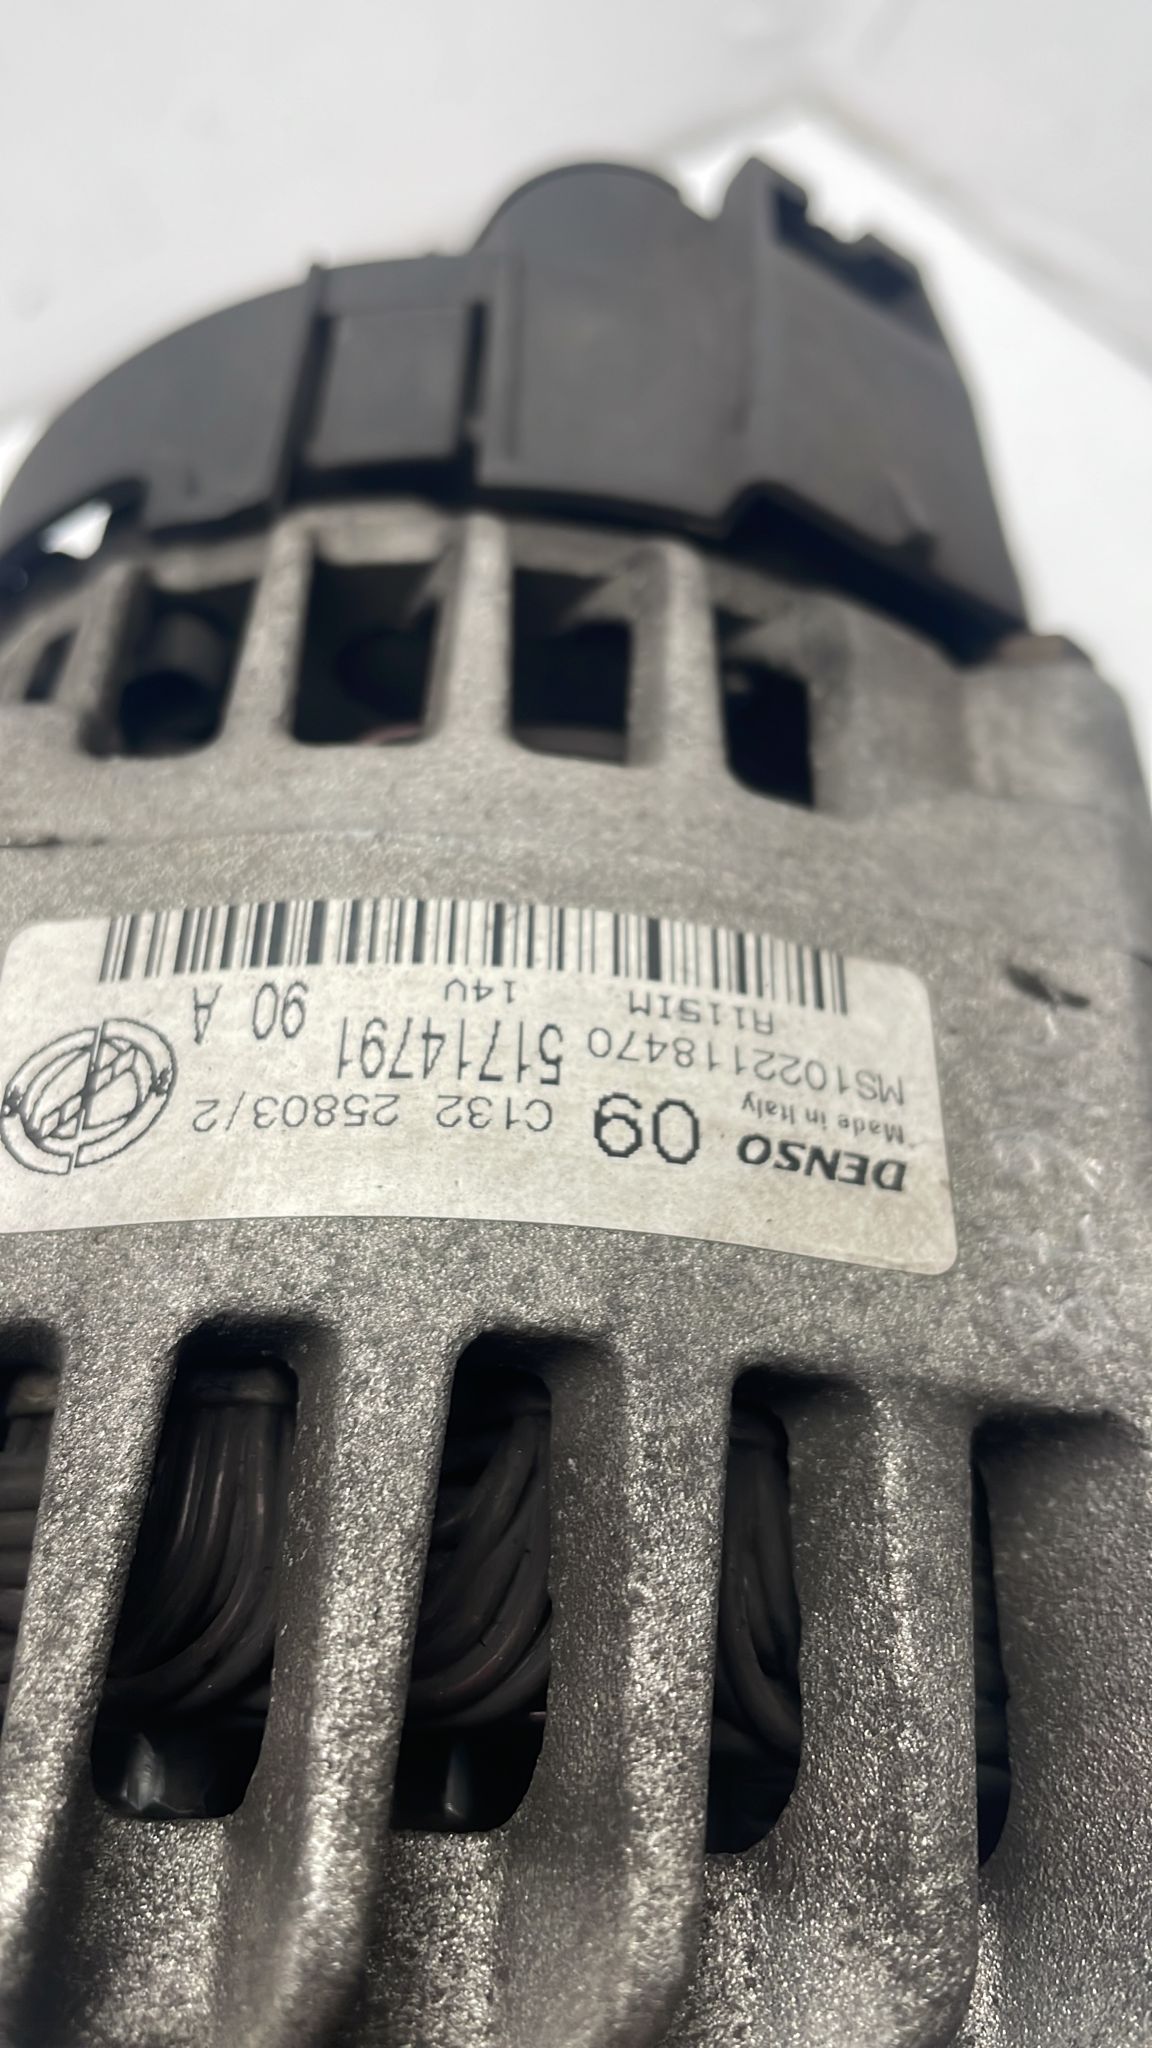 DENSO 09 C132 25803/2
Made in Italy
MS1022118470 51714791 90 A
A115IM 14V